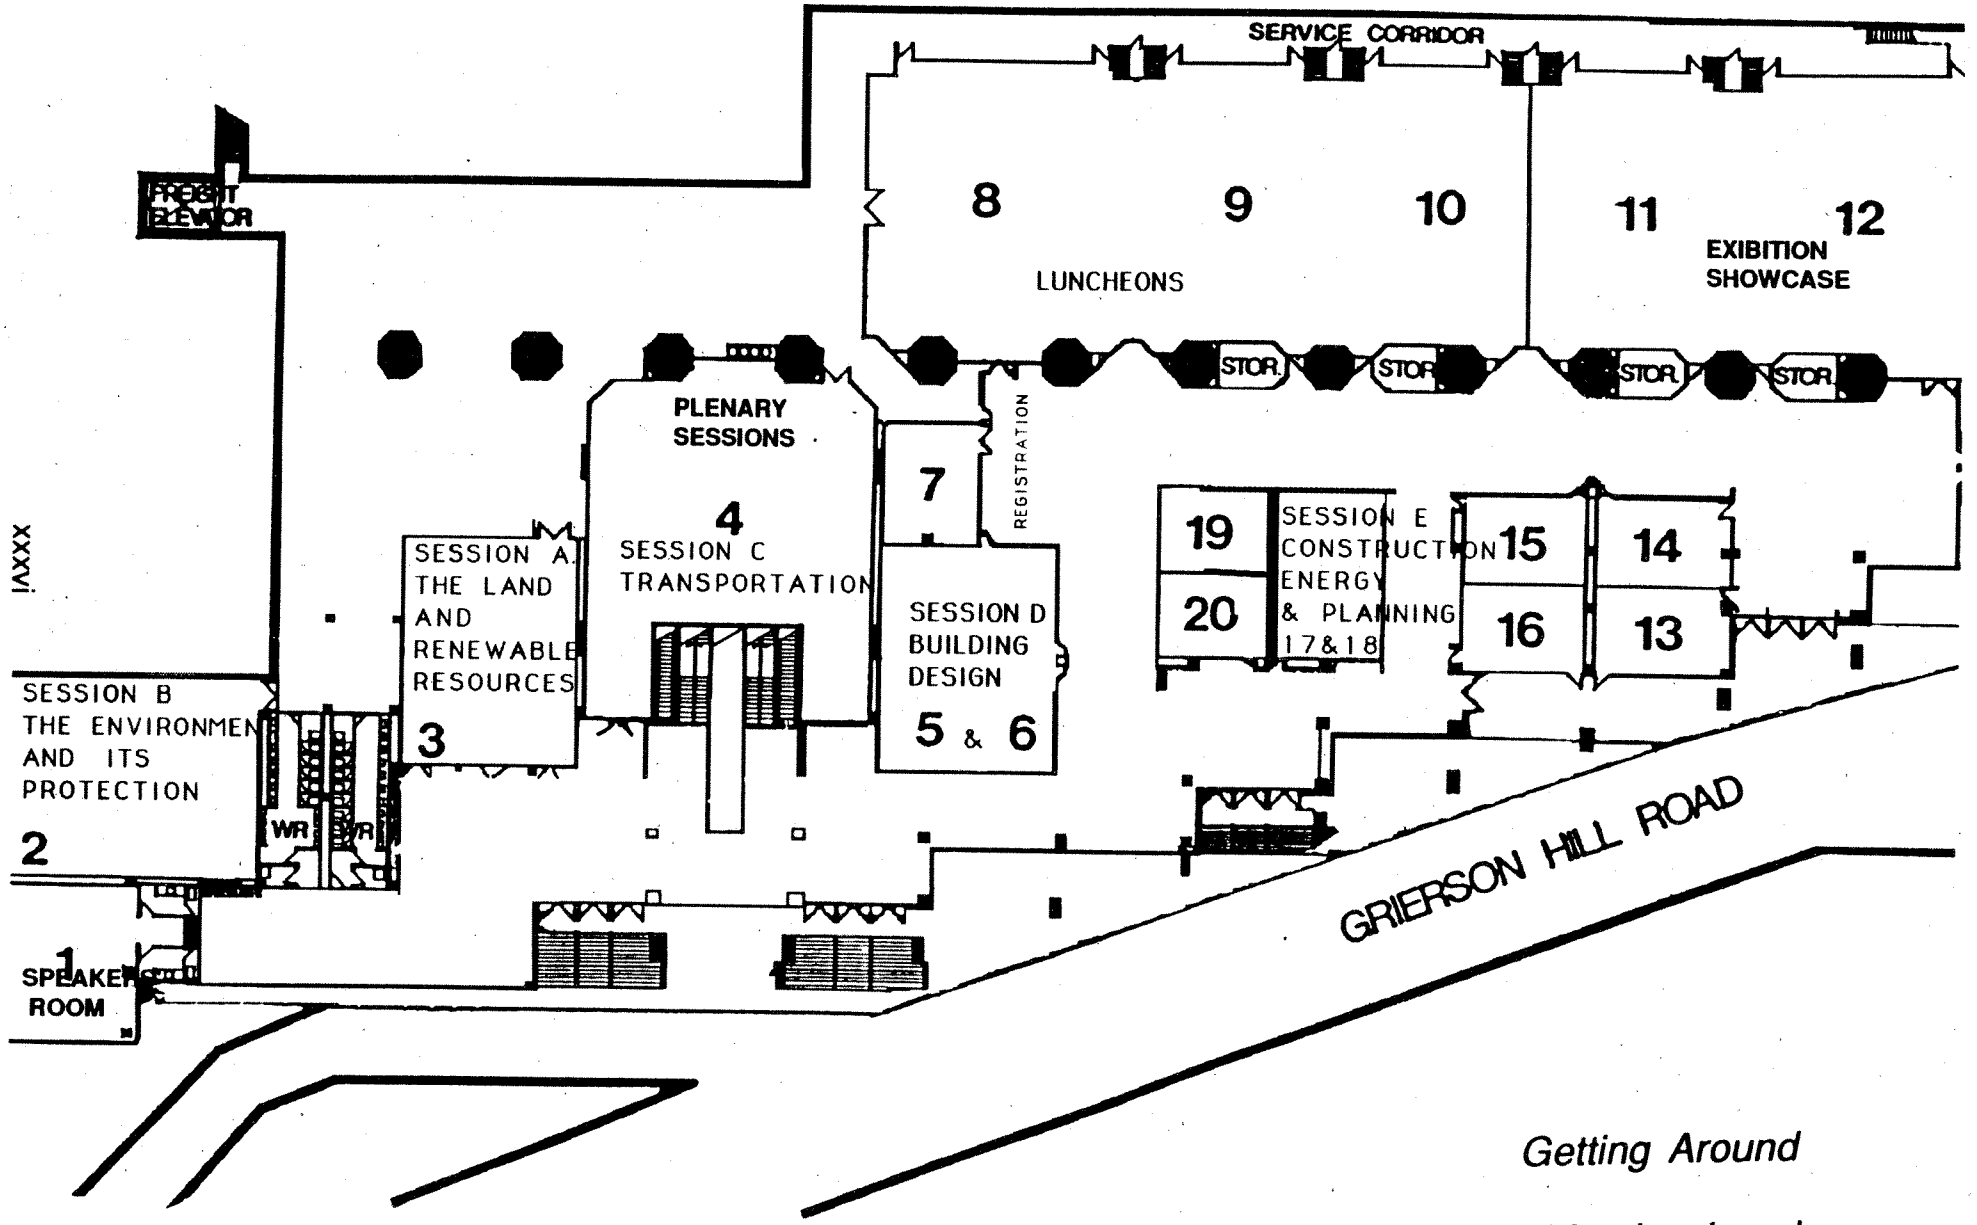 SERVICE CORRIDOR
FREIGHT
ELEVATOR
8
9
10
11
12
EXIBITION
SHOWCASE
LUNCHEONS
STOR.
STOR
STOR.
STOR.
PLENARY
SESSIONS
REGISTRATION
7
4
SESSION C
TRANSPORTATION
SESSION A.
THE LAND
AND
RENEWABLE
RESOURCES
3
19
20
SESSION E
CONSTRUCTION
ENERGY
& PLANNING
17&18
15
14
16
13
xxxvi
SESSION D
BUILDING
DESIGN
5 & 6
SESSION B
THE ENVIRONMEN
AND ITS
PROTECTION
2
WR
WR
1
SPEAKER
ROOM
GRIERSON HILL ROAD
Getting Around